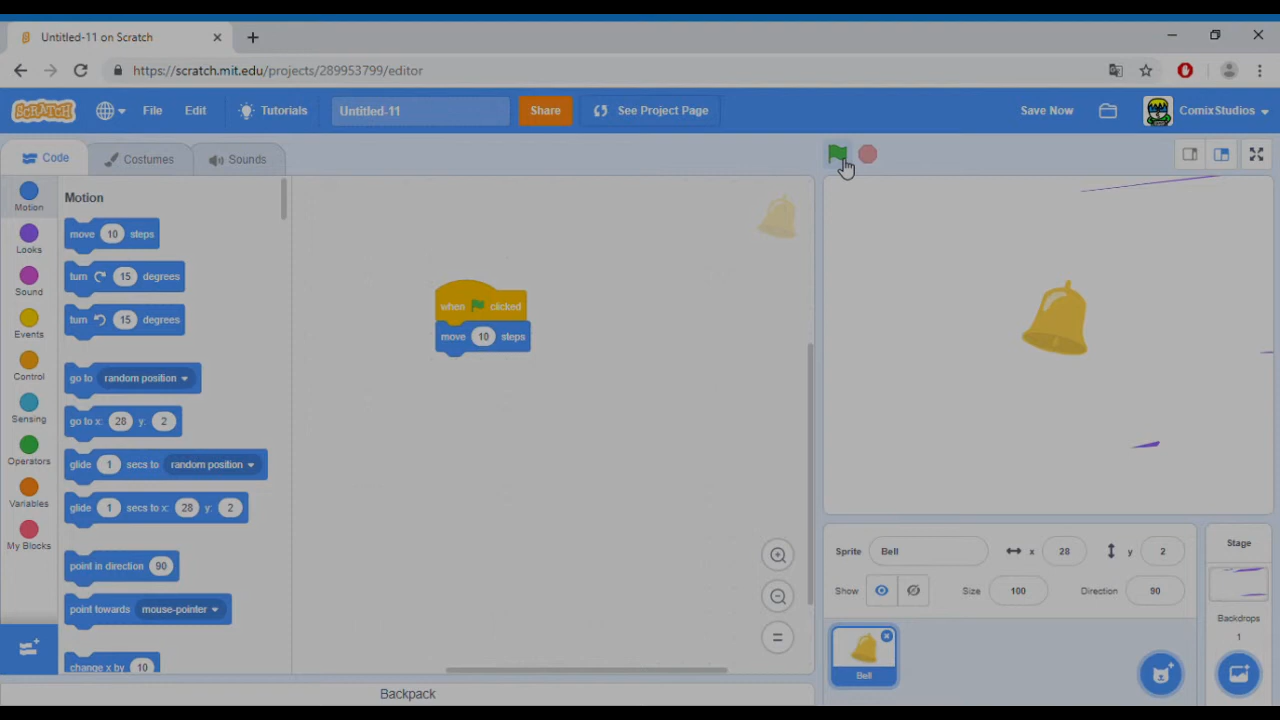 Untitled-11 on Scratch
https://scratch.mit.edu/projects/289953799/editor
SCRATCH File Edit Tutorials Untitled-11 Share See Project Page Save Now ComixStudios
Code Costumes Sounds
Motion
Looks
Sound
Events
Control
Sensing
Operators
Variables
My Blocks
Motion
move 10 steps
turn 15 degrees
turn 15 degrees
go to random position
go to x: 28 y: 2
glide 1 secs to random position
glide 1 secs to x: 28 y: 2
point in direction 90
point towards mouse-pointer
change x by 10
when clicked
move 10 steps
Sprite Bell x 28 y 2
Show Size 100 Direction 90
Bell
Stage
Backdrops
1
Backpack